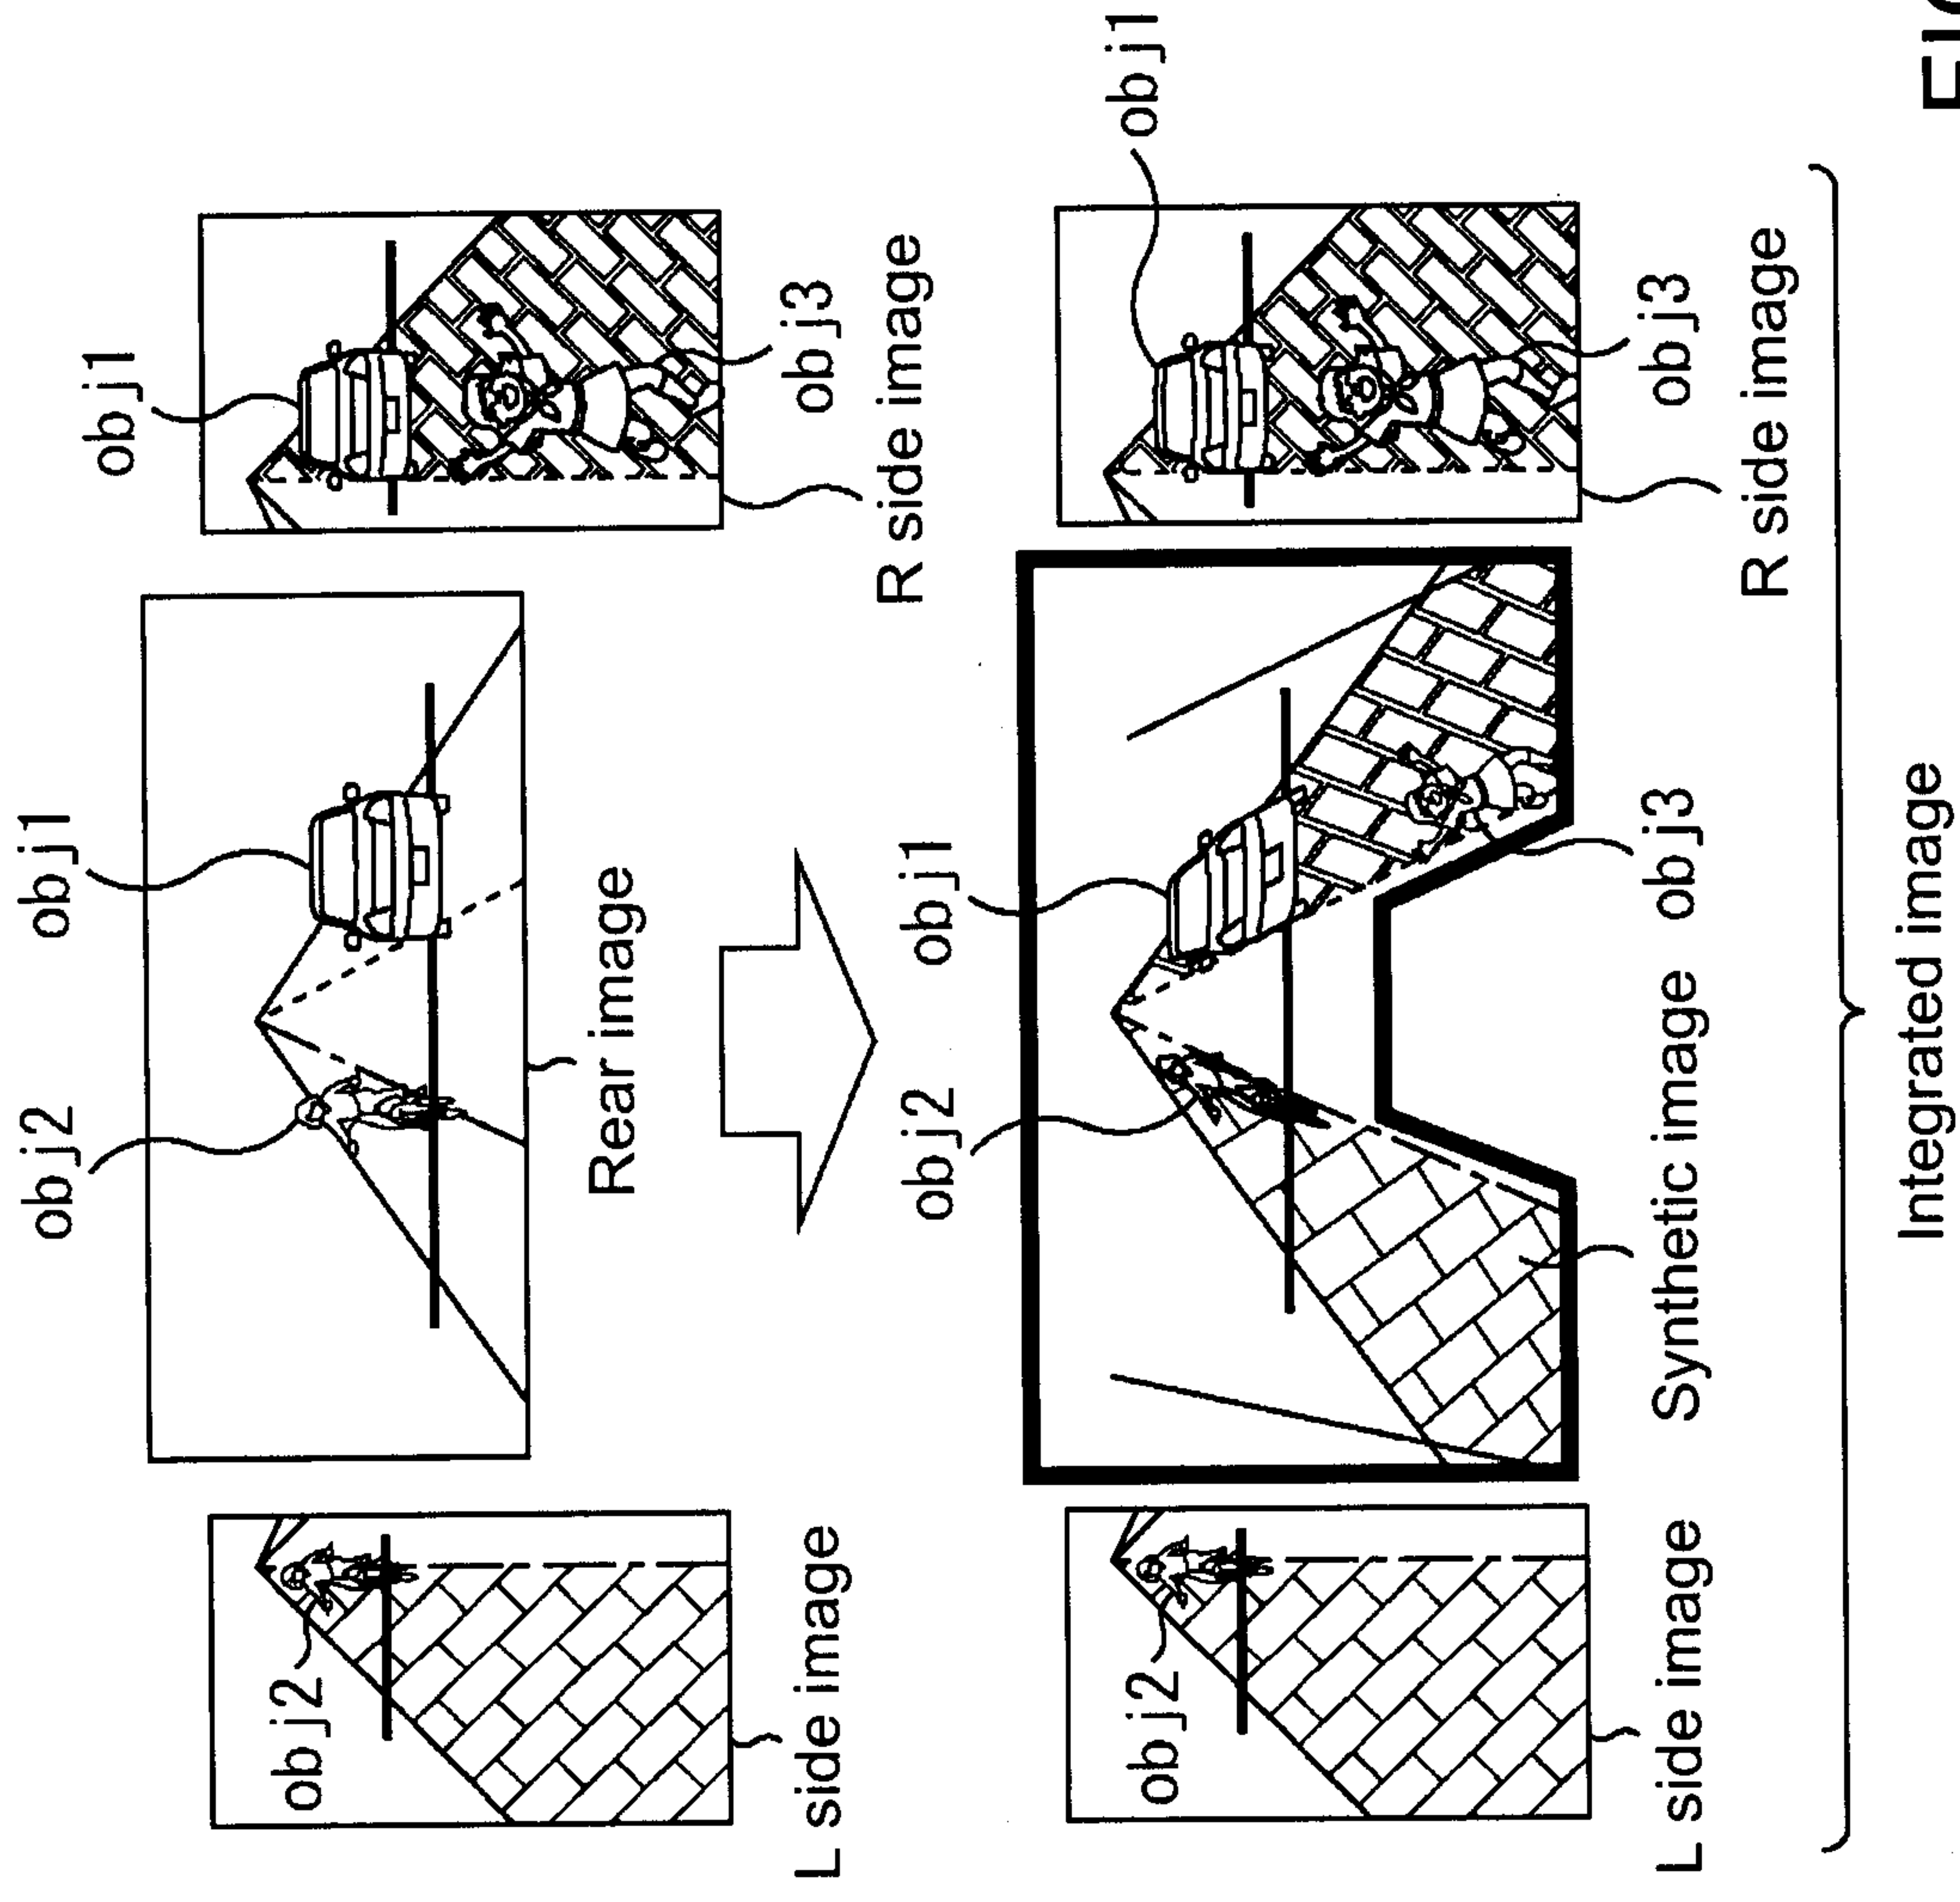 obj2
obj1
obj1
obj2
obj3
L side image
Rear image
R side image
obj2
obj1
obj1
obj2
obj3
L side image
Synthetic image
obj3
R side image
Integrated image